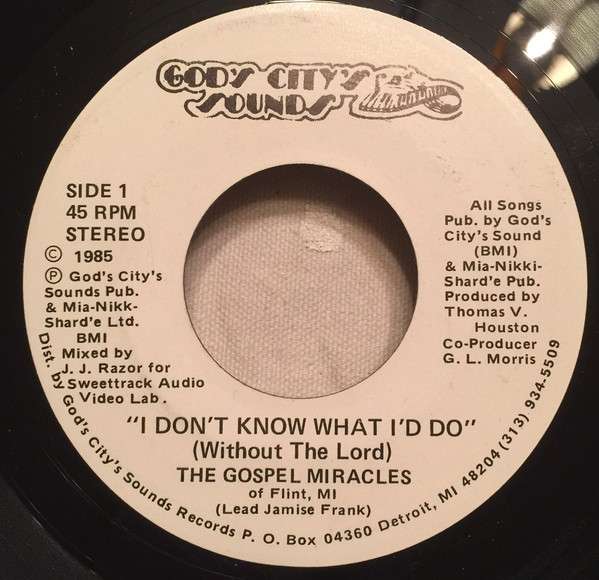 GOD'S CITY'S
SOUNDS
SIDE 1
45 RPM
STEREO
© 1985
℗ God's City's
Sounds Pub.
& Mia-Nikk-
Shard'e Ltd.
BMI
Mixed by
J. J. Razor for
Sweettrack Audio
Video Lab.
All Songs
Pub. by God's
City's Sound
(BMI)
& Mia-Nikki-
Shar'e Pub.
Produced by
Thomas V.
Houston
Co-Producer
G. L. Morris
"I DON'T KNOW WHAT I'D DO"
(Without The Lord)
THE GOSPEL MIRACLES
of Flint, MI
(Lead Jamise Frank)
Dist. by God's City's Sounds Records P. O. Box 04360 Detroit, MI 48204 (313) 934-5509